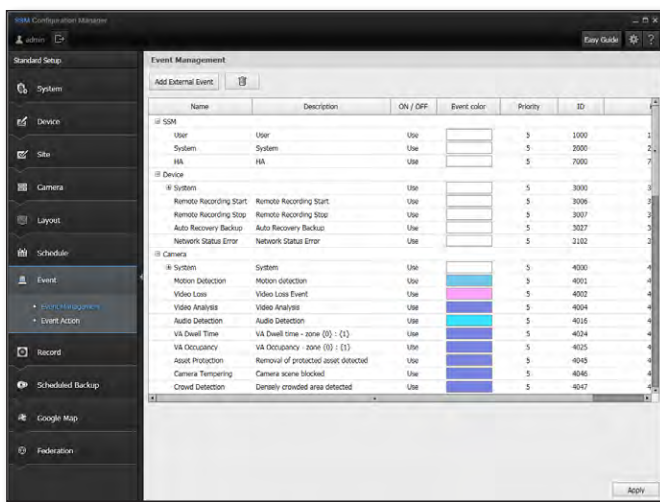 SSM Configuration Manager
admin
Easy Guide
?
Standard Setup
System
Device
Site
Camera
Layout
Schedule
Event
Event Management
Event Action
Record
Scheduled Backup
Google Map
Federation
Event Management
Add External Event
Name Description ON / OFF Event color Priority ID
SSM
User User Use 5 1000
System System Use 5 2000
HA HA Use 5 7000
Device
System Use 5 3000
Remote Recording Start Remote Recording Start Use 5 3006
Remote Recording Stop Remote Recording Stop Use 5 3007
Auto Recovery Backup Auto Recovery Backup Use 5 3027
Network Status Error Network Status Error Use 5 3102
Camera
System System Use 5 4000
Motion Detection Motion detection Use 5 4001
Video Loss Video Loss Event Use 5 4002
Video Analysis Video Analysis Use 5 4004
Audio Detection Audio Detection Use 5 4016
VA Dwell Time VA Dwell time - zone {0} : {1} Use 5 4024
VA Occupancy VA Occupancy - zone {0} : {1} Use 5 4025
Asset Protection Removal of protected asset detected Use 5 4045
Camera Tempering Camera scene blocked Use 5 4046
Crowd Detection Densely crowded area detected Use 5 4047
Apply